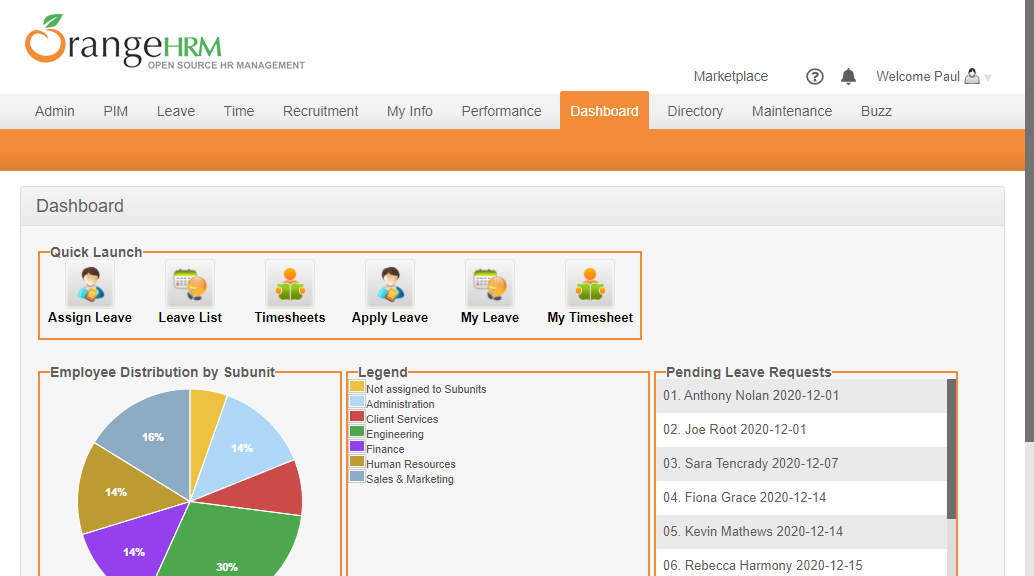 OrangeHRM
OPEN SOURCE HR MANAGEMENT
Marketplace ? Welcome Paul
Admin PIM Leave Time Recruitment My Info Performance Dashboard Directory Maintenance Buzz
Dashboard
Quick Launch
Assign Leave Leave List Timesheets Apply Leave My Leave My Timesheet
Employee Distribution by Subunit
16%
14%
14%
14%
30%
Legend
Not assigned to Subunits
Administration
Client Services
Engineering
Finance
Human Resources
Sales & Marketing
Pending Leave Requests
01. Anthony Nolan 2020-12-01
02. Joe Root 2020-12-01
03. Sara Tencrady 2020-12-07
04. Fiona Grace 2020-12-14
05. Kevin Mathews 2020-12-14
06. Rebecca Harmony 2020-12-15